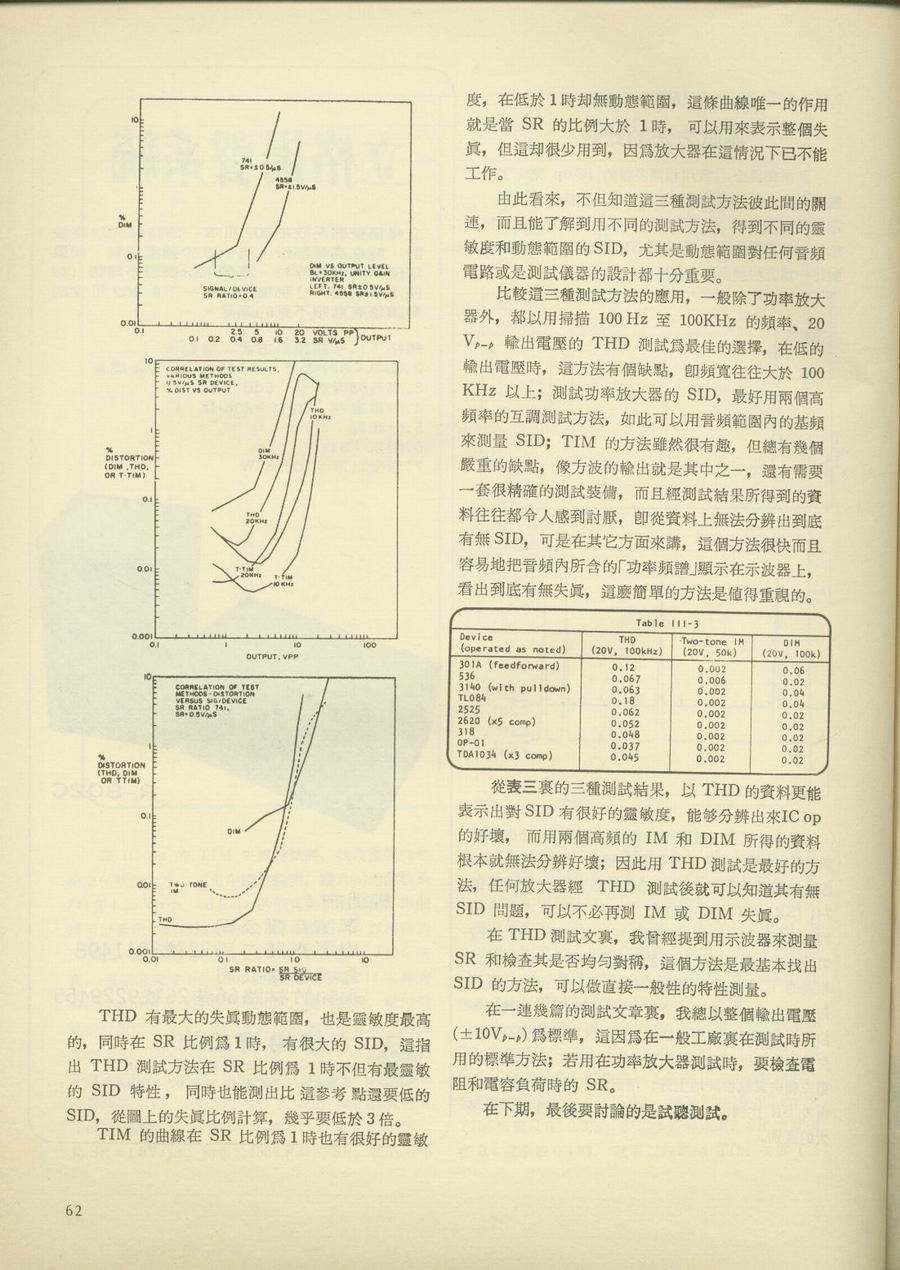 10
741
SR=±0.5/µS
4558
SR=±1.5V/µS
%
DIM
0.1
DIM VS OUTPUT LEVEL
BL=30KHz, UNITY GAIN
INVERTER
LEFT. 741 SR±0.5V/µS
RIGHT. 4558 SR±1.5V/µS
SIGNAL/DEVICE
SR RATIO=0.4
0.01
0.1 2.5 5 10 20 VOLTS PP
0.1 0.2 0.4 0.8 1.6 3.2 SR V/µS
OUTPUT
10
CORRELATION OF TEST RESULTS,
VARIOUS METHODS
0.5V/µS SR DEVICE,
% DIST VS OUTPUT
THD
10KHz
1
DIM
30KHz
%
DISTORTION
(DIM ,THD,
OR T-TIM)
0.1
THD
20KHz
0.01
T-TIM
20KHz
T-TIM
10KHz
0.001
0.1 1 10 100
OUTPUT, VPP
10
CORRELATION OF TEST
METHODS-DISTORTION
VERSUS SIG/DEVICE
SR RATIO 741,
SR=0.5V/µS
1
%
DISTORTION
(THD, DIM
OR TTIM)
0.1
DIM
0.01
TWO-TONE
IM
THD
0.001
0.01 0.1 1.0 10
SR RATIO= SR SIG
SR DEVICE
THD 有最大的失眞動態範圍，也是靈敏度最高
的，同時在 SR 比例爲 1 時，有很大的 SID，這指
出 THD 測試方法在 SR 比例爲 1 時不但有最靈敏
的 SID 特性， 同時也能測出比 這參考 點還要低的
SID，從圖上的失眞比例計算，幾乎要低於 3 倍。
TIM 的曲線在 SR 比例爲 1 時也有很好的靈敏
度，在低於 1 時却無動態範圍，這條曲線唯一的作用
就是當 SR 的比例大於 1 時， 可以用來表示整個失
眞，但這却很少用到，因爲放大器在這情況下已不能
工作。
由此看來，不但知道這三種測試方法彼此間的關
連，而且能了解到用不同的測試方法，得到不同的靈
敏度和動態範圍的 SID，尤其是動態範圍對任何音頻
電路或是測試儀器的設計都十分重要。
比較這三種測試方法的應用，一般除了功率放大
器外，都以用掃描 100 Hz 至 100KHz 的頻率、20
Vp–p 輸出電壓的 THD 測試爲最佳的選擇，在低的
輸出電壓時，這方法有個缺點，卽頻寬往往大於 100
KHz 以上；測試功率放大器的 SID，最好用兩個高
頻率的互調測試方法，如此可以用音頻範圍內的基頻
來測量 SID；TIM 的方法雖然很有趣，但總有幾個
嚴重的缺點，像方波的輸出就是其中之一，還有需要
一套很精確的測試裝備，而且經測試結果所得到的資
料往往都令人感到討厭，卽從資料上無法分辨出到底
有無 SID，可是在其它方面來講，這個方法很快而且
容易地把音頻內所含的「功率頻譜」顯示在示波器上，
看出到底有無失眞，這麽簡單的方法是値得重視的。
Table III-3
Device THD Two-tone IM DIM
(operated as noted) (20V, 100kHz) (20V, 50k) (20V, 100k)
301A (feedforward) 0.12 0.002 0.06
536 0.067 0.006 0.02
3140 (with pulldown) 0.063 0.002 0.04
TL084 0.18 0.002 0.04
2525 0.062 0.002 0.02
2620 (x5 comp) 0.052 0.002 0.02
318 0.048 0.002 0.02
OP-01 0.037 0.002 0.02
TDA1034 (x3 comp) 0.045 0.002 0.02
從表三裏的三種測試結果，以 THD 的資料更能
表示出對 SID 有很好的靈敏度，能够分辨出來IC op
的好壞， 而用兩個高頻的 IM 和 DIM 所得的資料
根本就無法分辨好壞；因此用 THD 測試是最好的方
法，任何放大器經 THD 測試後就可以知道其有無
SID 問題，可以不必再測 IM 或 DIM 失眞。
在 THD 測試文裏，我曾經提到用示波器來測量
SR 和檢查其是否均勻對稱，這個方法是最基本找出
SID 的方法，可以做直接一般性的特性測量。
在一連幾篇的測試文章裏，我總以整個輸出電壓
(±10Vp–p) 爲標準，這因爲在一般工廠裏在測試時所
用的標準方法；若用在功率放大器測試時，要檢查電
阻和電容負荷時的 SR。
在下期，最後要討論的是試聽測試。
62